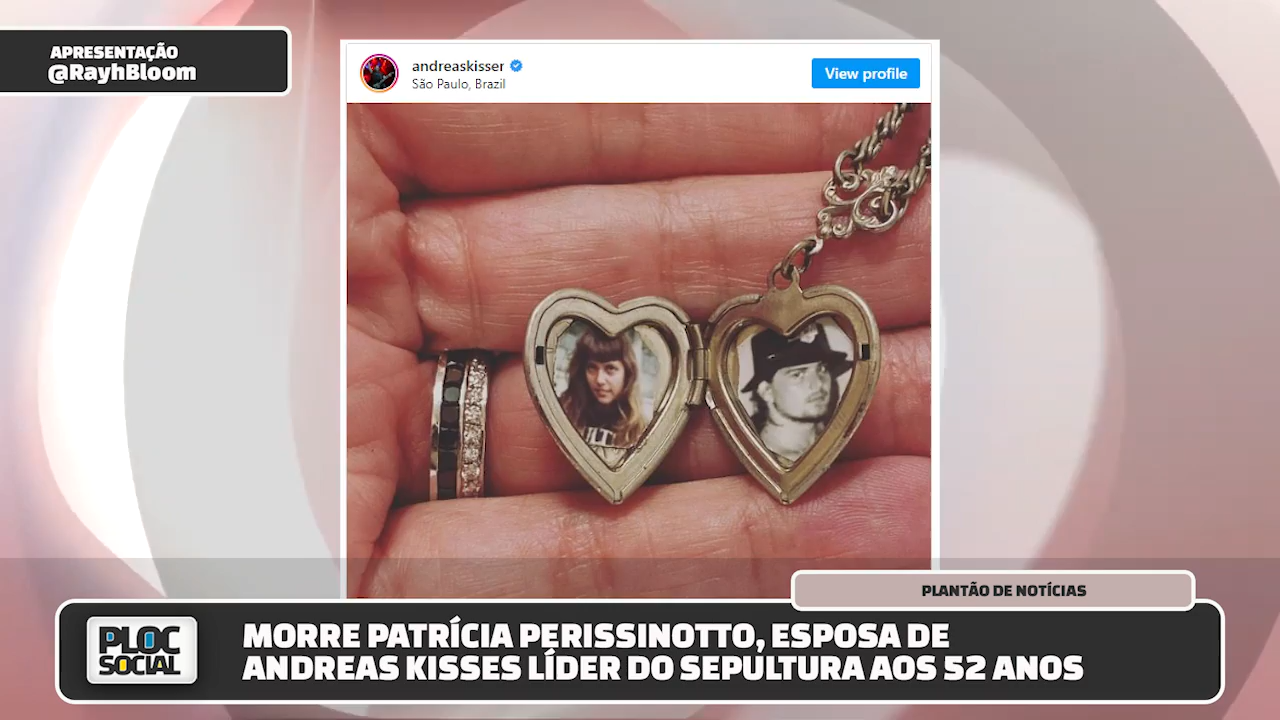 APRESENTAÇÃO
@RayhBloom
andreaskisser
São Paulo, Brazil
View profile
ULT
PLANTÃO DE NOTÍCIAS
PLOC
SOCIAL
MORRE PATRÍCIA PERISSINOTTO, ESPOSA DE
ANDREAS KISSES LÍDER DO SEPULTURA AOS 52 ANOS